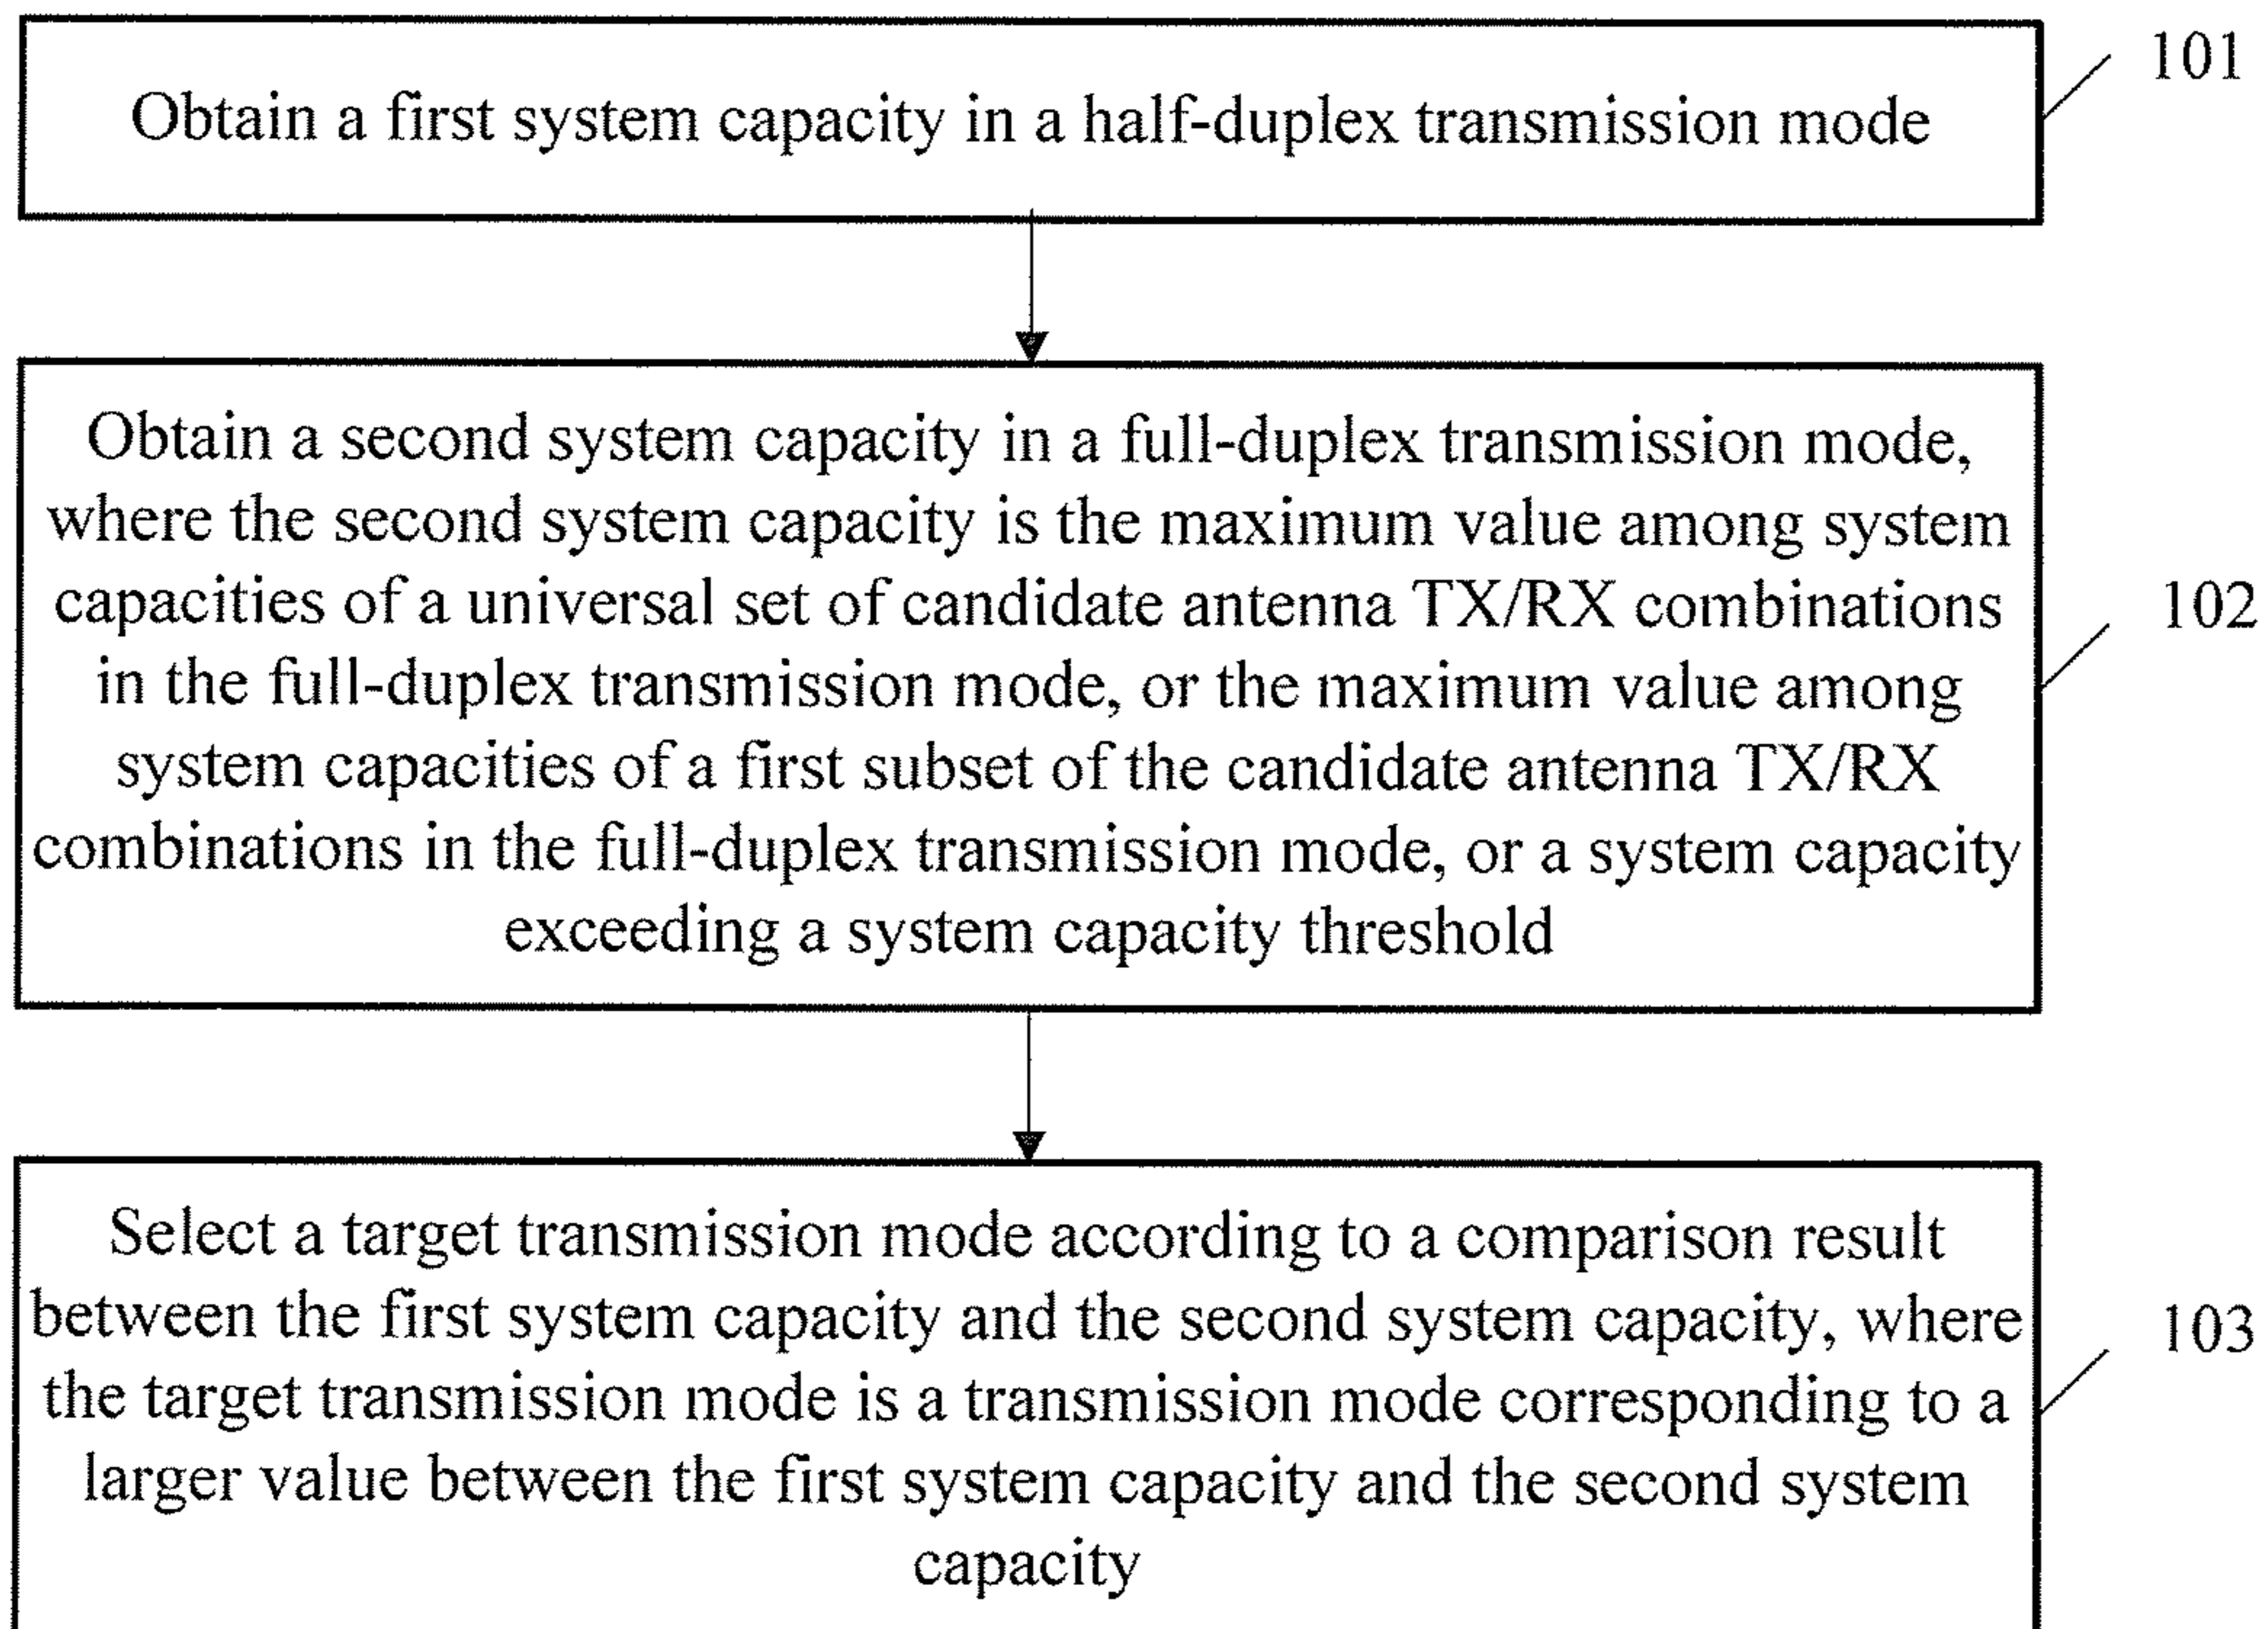 Obtain a first system capacity in a half-duplex transmission mode
101
Obtain a second system capacity in a full-duplex transmission mode,
where the second system capacity is the maximum value among system
capacities of a universal set of candidate antenna TX/RX combinations
in the full-duplex transmission mode, or the maximum value among
system capacities of a first subset of the candidate antenna TX/RX
combinations in the full-duplex transmission mode, or a system capacity
exceeding a system capacity threshold
102
Select a target transmission mode according to a comparison result
between the first system capacity and the second system capacity, where
the target transmission mode is a transmission mode corresponding to a
larger value between the first system capacity and the second system
capacity
103